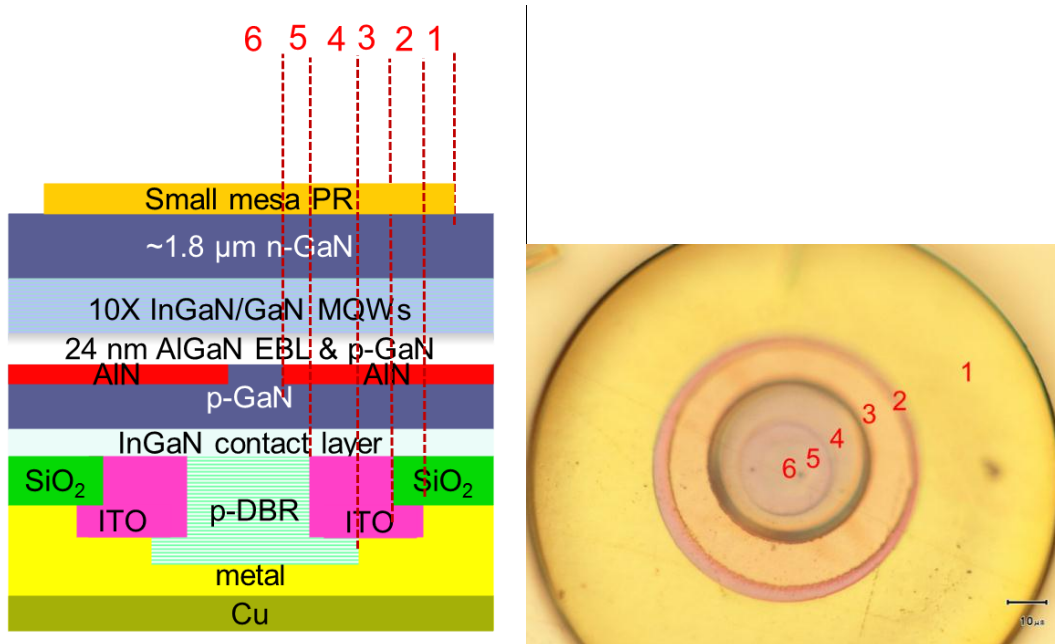 6 5 4 3 2 1
Small mesa PR
~1.8 µm n-GaN
10X InGaN/GaN MQWs
24 nm AlGaN EBL & p-GaN
AlN AlN
p-GaN
InGaN contact layer
SiO₂ p-DBR SiO₂
ITO ITO
metal
Cu
1
2
3
4
5
6
10µm